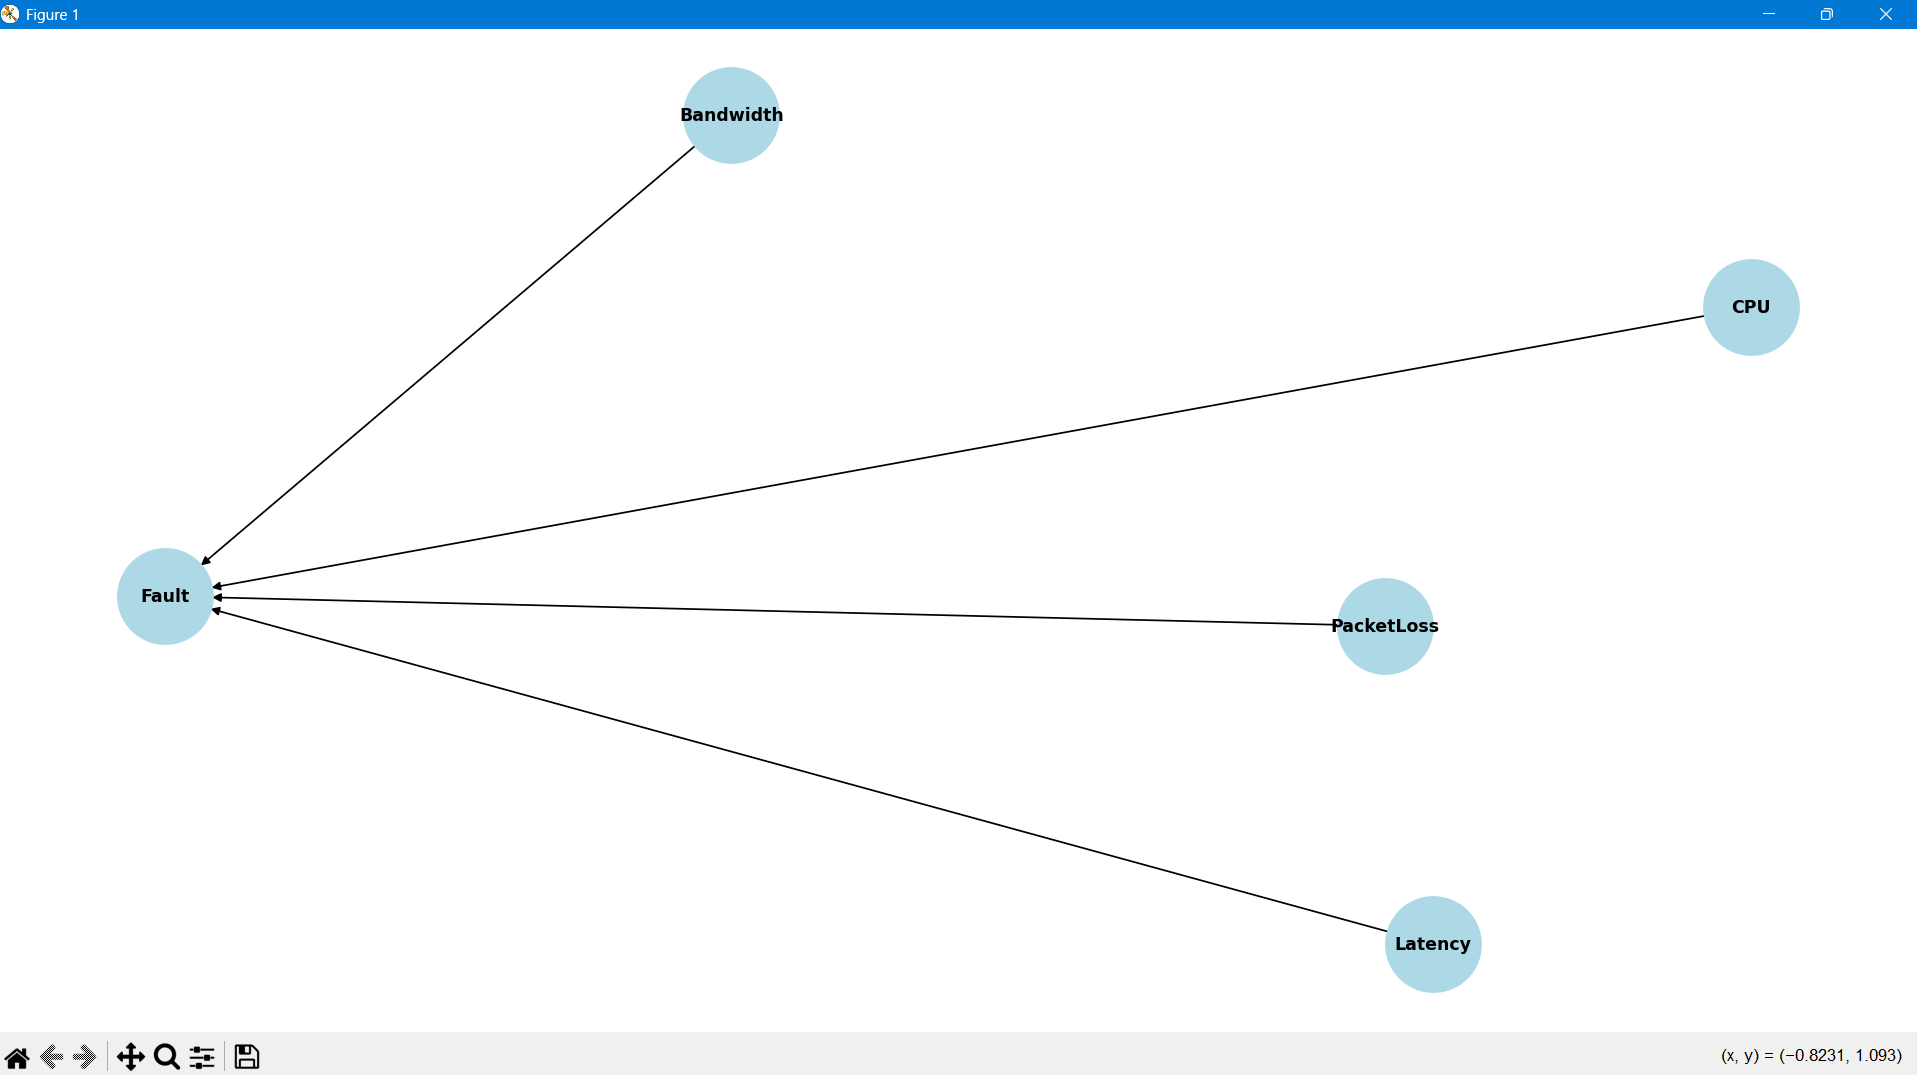 Figure 1
Bandwidth
CPU
Fault
PacketLoss
Latency
(x, y) = (−0.8231, 1.093)